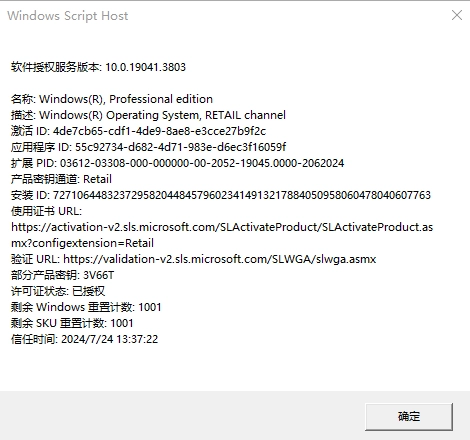 Windows Script Host
软件授权服务版本: 10.0.19041.3803
名称: Windows(R), Professional edition
描述: Windows(R) Operating System, RETAIL channel
激活 ID: 4de7cb65-cdf1-4de9-8ae8-e3cce27b9f2c
应用程序 ID: 55c92734-d682-4d71-983e-d6ec3f16059f
扩展 PID: 03612-03308-000-000000-00-2052-19045.0000-2062024
产品密钥通道: Retail
安装 ID: 727106448323729582044845796023414913217884050958060478040607763
使用证书 URL:
https://activation-v2.sls.microsoft.com/SLActivateProduct/SLActivateProduct.as
mx?configextension=Retail
验证 URL: https://validation-v2.sls.microsoft.com/SLWGA/slwga.asmx
部分产品密钥: 3V66T
许可证状态: 已授权
剩余 Windows 重置计数: 1001
剩余 SKU 重置计数: 1001
信任时间: 2024/7/24 13:37:22
确定